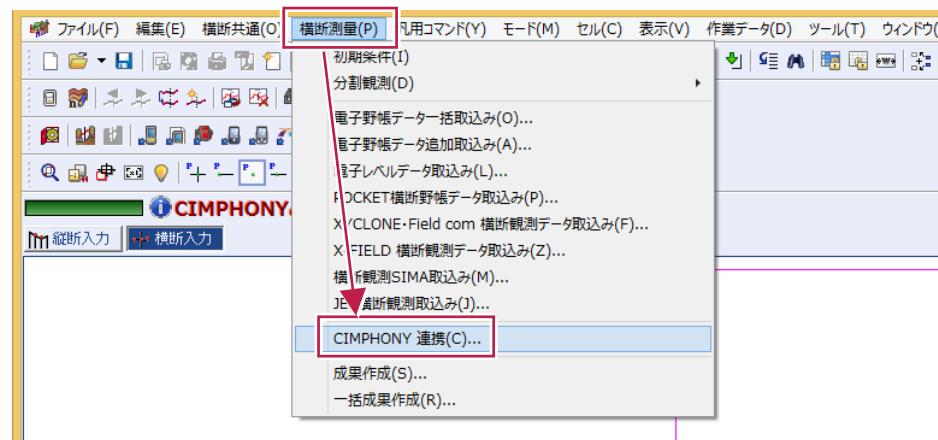 ファイル(F) 編集(E) 横断共通(O) 横断測量(P) 凡用コマンド(Y) モード(M) セル(C) 表示(V) 作業データ(D) ツール(T) ウィンドウ(
初期条件(I)
分割観測(D)
電子野帳データ一括取込み(O)...
電子野帳データ追加取込み(A)...
電子レベルデータ取込み(L)...
POCKET横断野帳データ取込み(P)...
XYCLONE・Field com 横断観測データ取込み(F)...
X-FIELD 横断観測データ取込み(Z)...
横断観測SIMA取込み(M)...
横断観測取込み(J)...
CIMPHONY 連携(C)...
成果作成(S)...
一括成果作成(R)...
CIMPHONY
縦断入力 横断入力